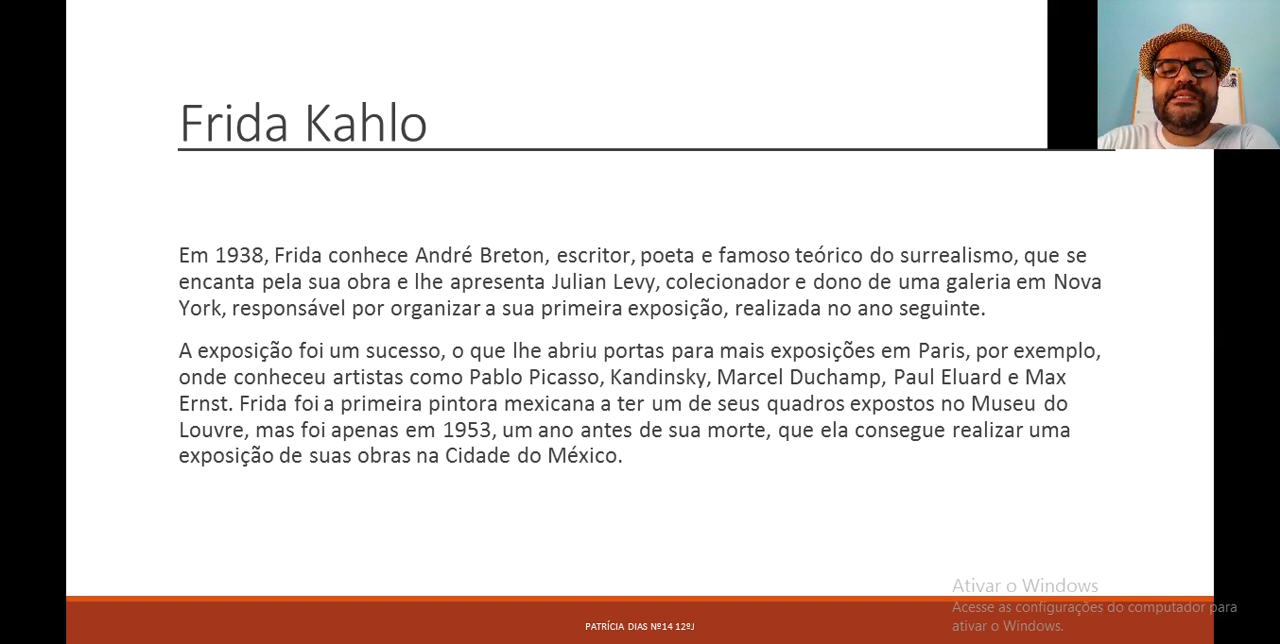 Frida Kahlo
Em 1938, Frida conhece André Breton, escritor, poeta e famoso teórico do surrealismo, que se
encanta pela sua obra e lhe apresenta Julian Levy, colecionador e dono de uma galeria em Nova
York, responsável por organizar a sua primeira exposição, realizada no ano seguinte.
A exposição foi um sucesso, o que lhe abriu portas para mais exposições em Paris, por exemplo,
onde conheceu artistas como Pablo Picasso, Kandinsky, Marcel Duchamp, Paul Eluard e Max
Ernst. Frida foi a primeira pintora mexicana a ter um de seus quadros expostos no Museu do
Louvre, mas foi apenas em 1953, um ano antes de sua morte, que ela consegue realizar uma
exposição de suas obras na Cidade do México.
Ativar o Windows
Acesse as configurações do computador para
ativar o Windows.
PATRÍCIA DIAS Nº14 12ºJ